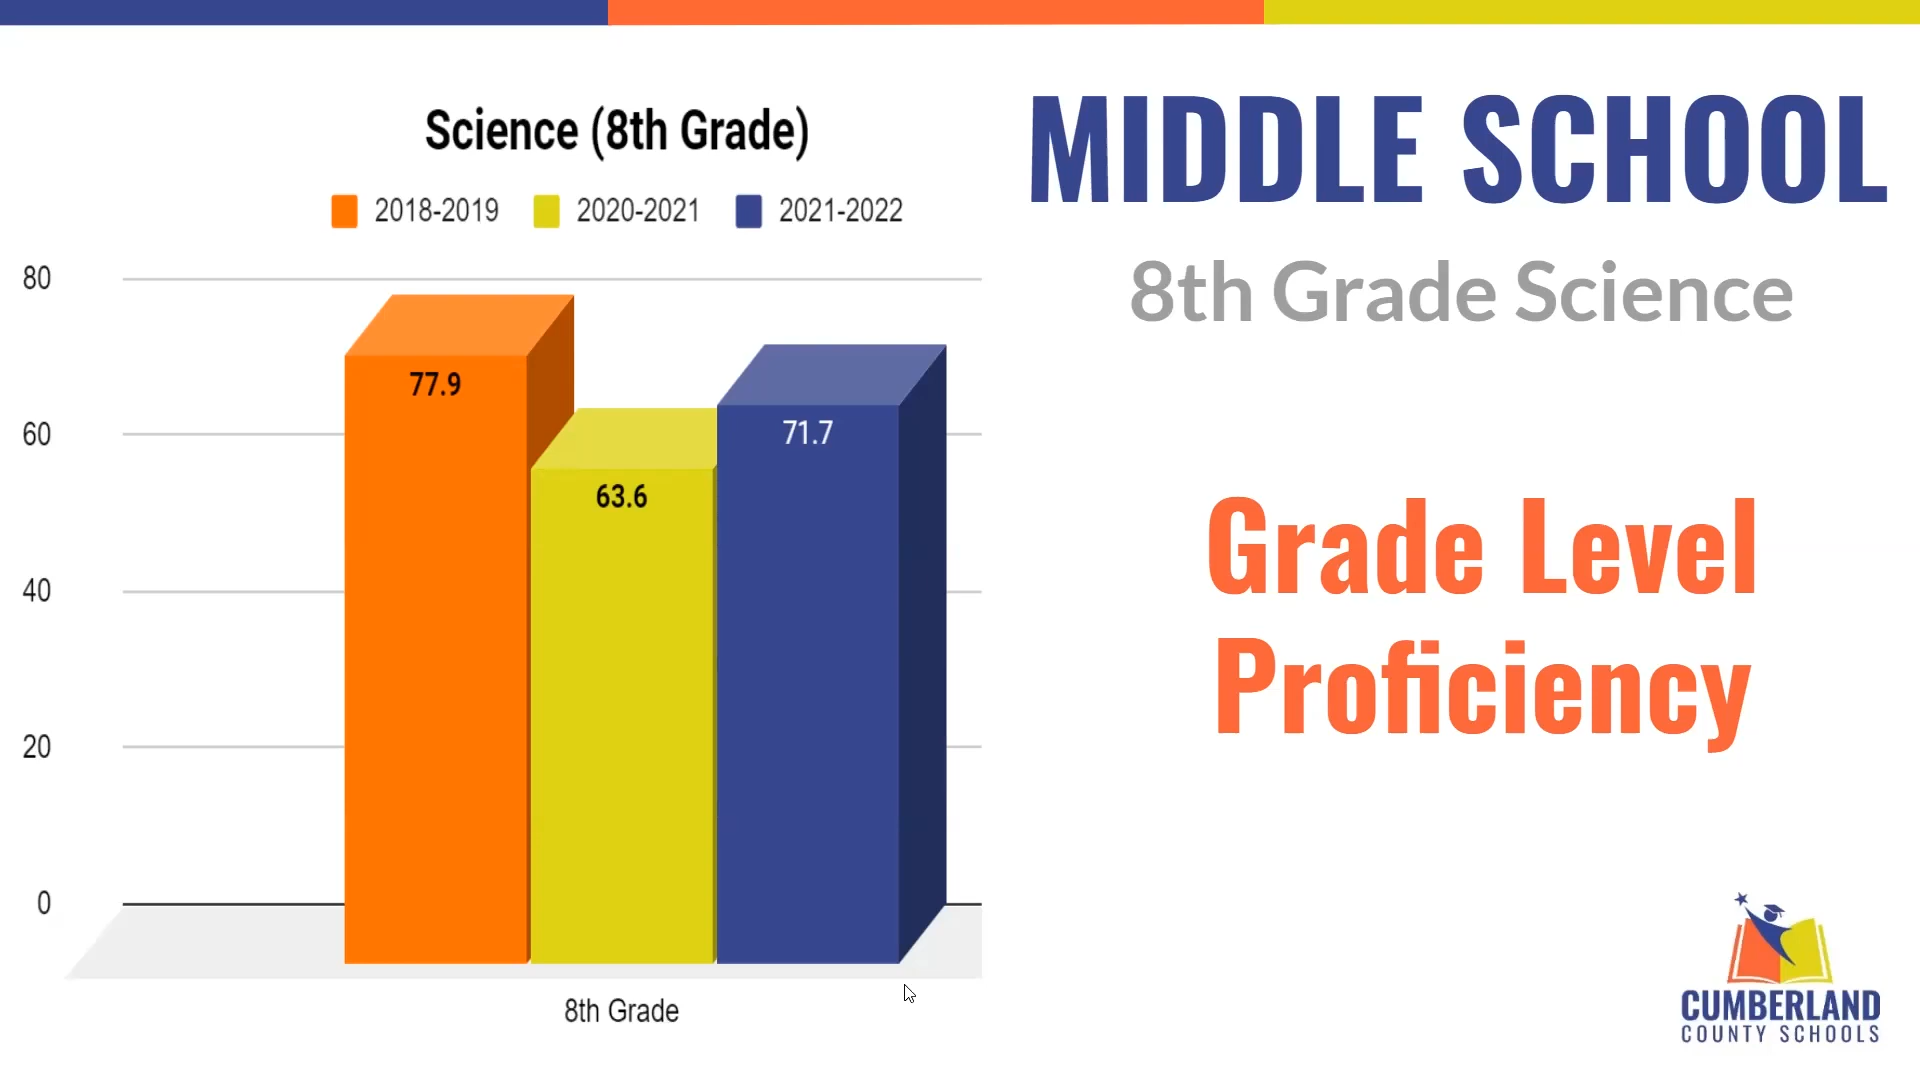 MIDDLE SCHOOL
8th Grade Science
Science (8th Grade)
2018-2019 2020-2021 2021-2022
80
60
40
20
0
77.9
63.6
71.7
8th Grade
Grade Level
Proficiency
CUMBERLAND
COUNTY SCHOOLS